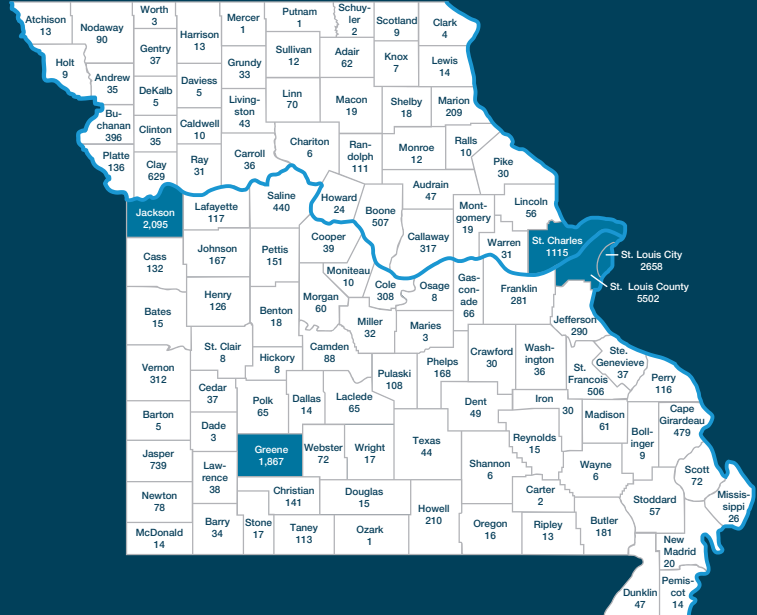 Atchison
13
Nodaway
90
Worth
3
Harrison
13
Mercer
1
Putnam
1
Schuy-
ler
2
Scotland
9
Clark
4
Holt
9
Andrew
35
Gentry
37
Grundy
33
Sullivan
12
Adair
62
Knox
7
Lewis
14
DeKalb
5
Daviess
5
Living-
ston
43
Linn
70
Macon
19
Shelby
18
Marion
209
Bu-
chanan
396
Clinton
35
Caldwell
10
Chariton
6
Ran-
dolph
111
Monroe
12
Ralls
10
Pike
30
Platte
136
Clay
629
Ray
31
Carroll
36
Jackson
2,095
Lafayette
117
Saline
440
Howard
24
Boone
507
Audrain
47
Mont-
gomery
19
Lincoln
56
Callaway
317
Warren
31
St. Charles
1115
St. Louis City
2658
St. Louis County
5502
Cass
132
Johnson
167
Pettis
151
Cooper
39
Moniteau
10
Cole
308
Osage
8
Gas-
con-
ade
66
Franklin
281
Jefferson
290
Bates
15
Henry
126
Benton
18
Morgan
60
Miller
32
Maries
3
Vernon
312
St. Clair
8
Hickory
8
Camden
88
Pulaski
108
Phelps
168
Crawford
30
Wash-
ington
36
St.
Francois
506
Ste.
Genevieve
37
Perry
116
Cedar
37
Polk
65
Dallas
14
Laclede
65
Dent
49
Iron
30
Madison
61
Boll-
inger
9
Cape
Girardeau
479
Barton
5
Dade
3
Greene
1,867
Webster
72
Wright
17
Texas
44
Reynolds
15
Jasper
739
Law-
rence
38
Shannon
6
Wayne
6
Scott
72
Missis-
sippi
26
Newton
78
Christian
141
Douglas
15
Howell
210
Carter
2
Stoddard
57
McDonald
14
Barry
34
Stone
17
Taney
113
Ozark
1
Oregon
16
Ripley
13
Butler
181
New
Madrid
20
Dunklin
47
Pemis-
cot
14